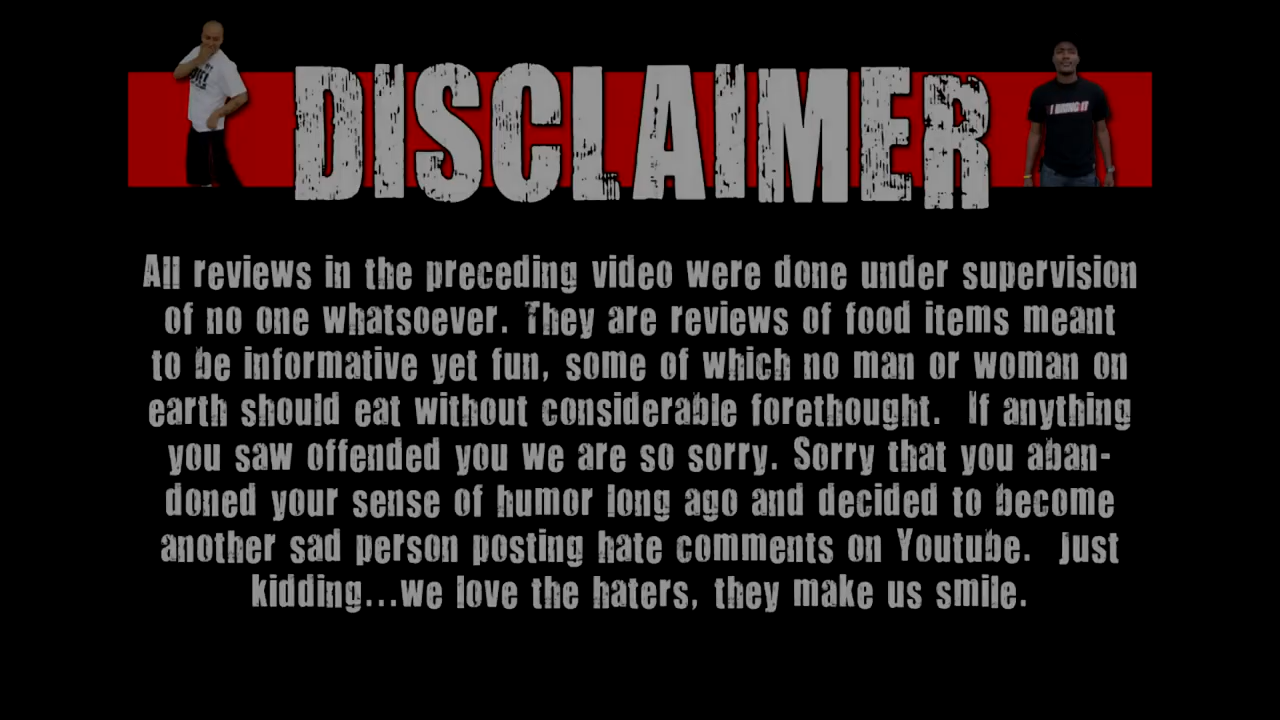 DISCLAIMER
I BRING IT
All reviews in the preceding video were done under supervision
of no one whatsoever. They are reviews of food items meant
to be informative yet fun, some of which no man or woman on
earth should eat without considerable forethought. If anything
you saw offended you we are so sorry. Sorry that you aban-
doned your sense of humor long ago and decided to become
another sad person posting hate comments on Youtube. Just
kidding...we love the haters, they make us smile.